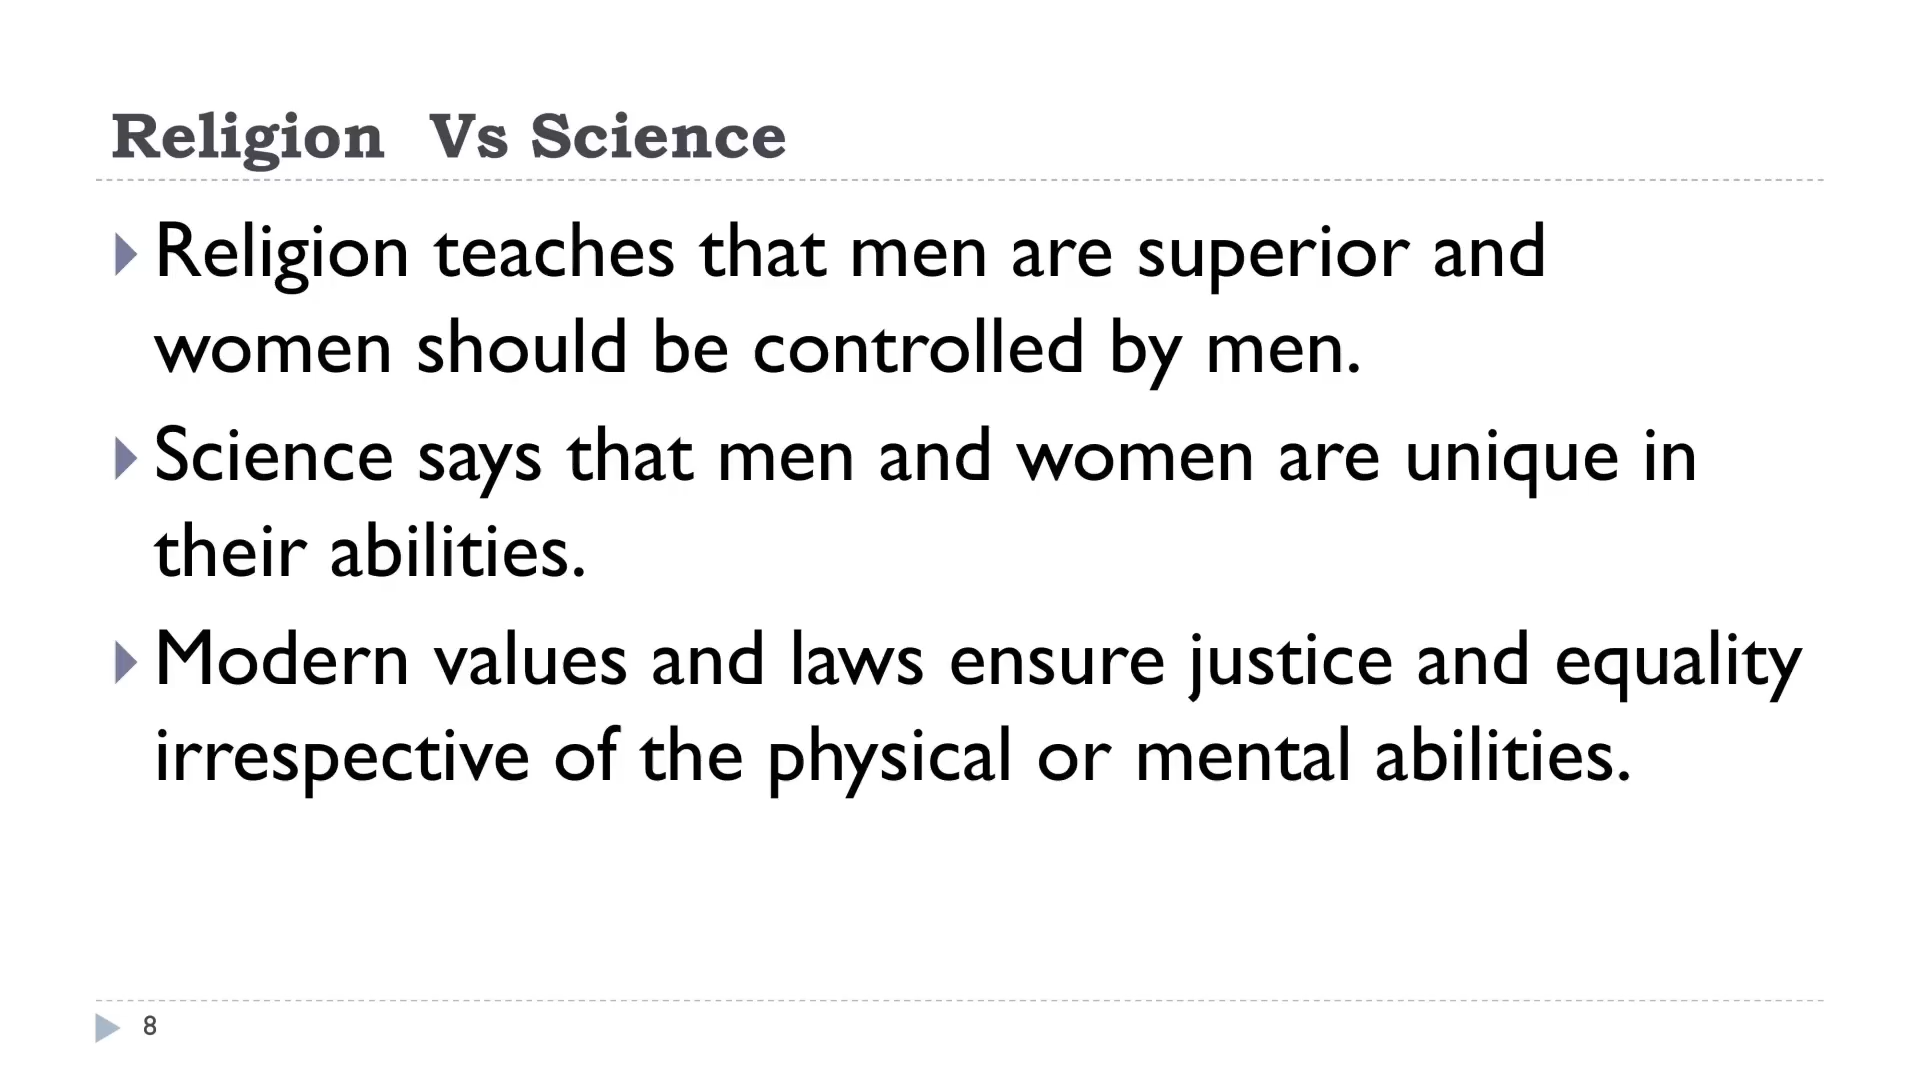 Religion  Vs Science
Religion teaches that men are superior and
women should be controlled by men.
Science says that men and women are unique in
their abilities.
Modern values and laws ensure justice and equality
irrespective of the physical or mental abilities.
8